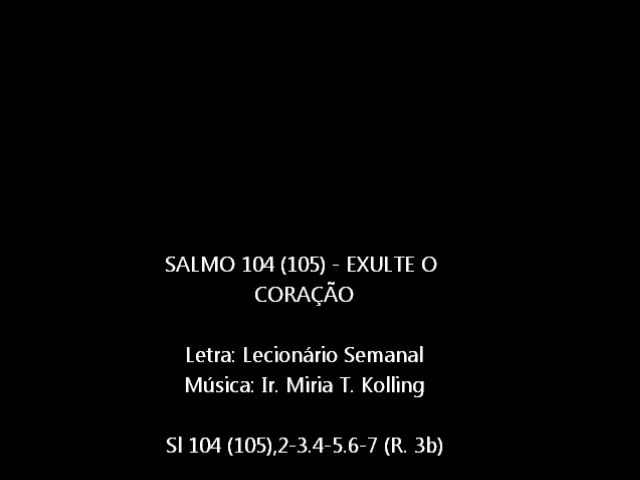 SALMO 104 (105) - EXULTE O
CORAÇÃO
Letra: Lecionário Semanal
Música: Ir. Miria T. Kolling
Sl 104 (105),2-3.4-5.6-7 (R. 3b)